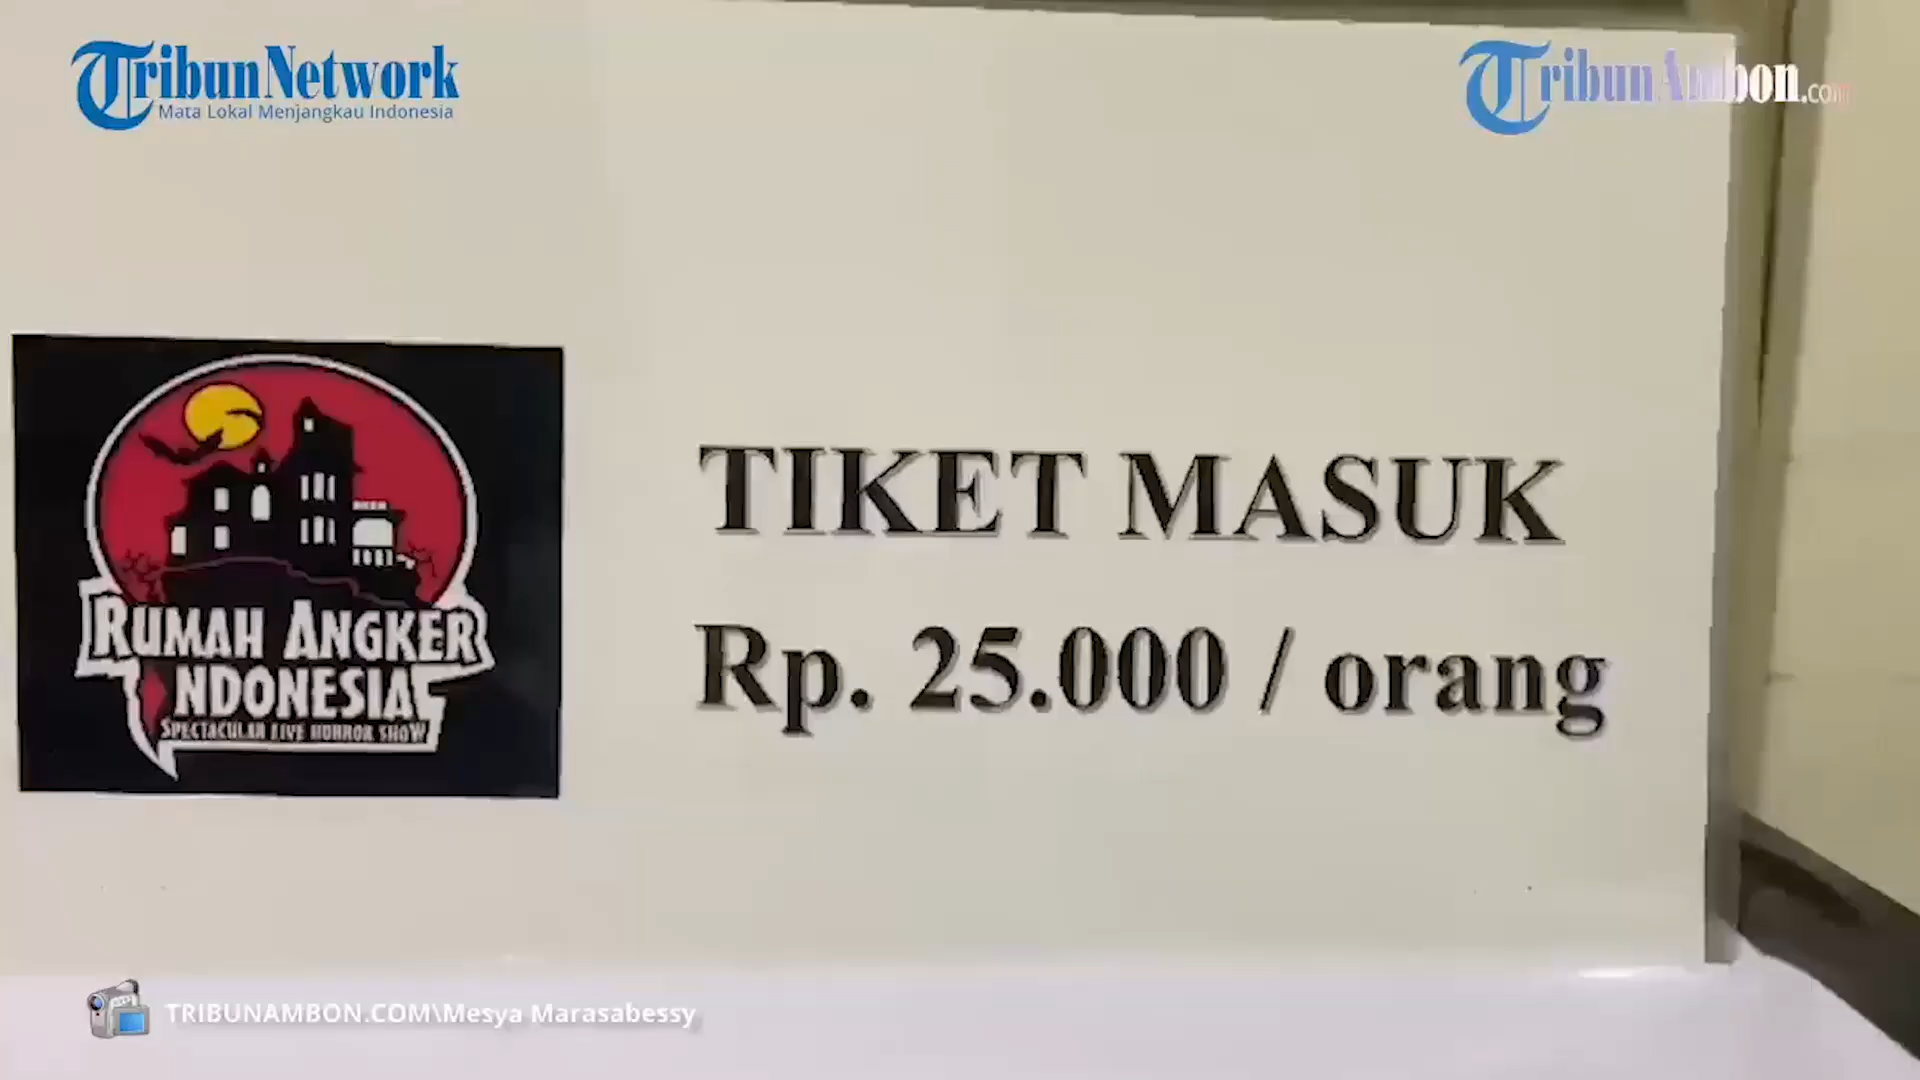 TribunNetwork
Mata Lokal Menjangkau Indonesia
TribunAmbon.com
RUMAH ANGKER
INDONESIA
SPECTACULAR LIVE HORROR SHOW
TIKET MASUK
Rp. 25.000 / orang
TRIBUNAMBON.COM\Mesya Marasabessy